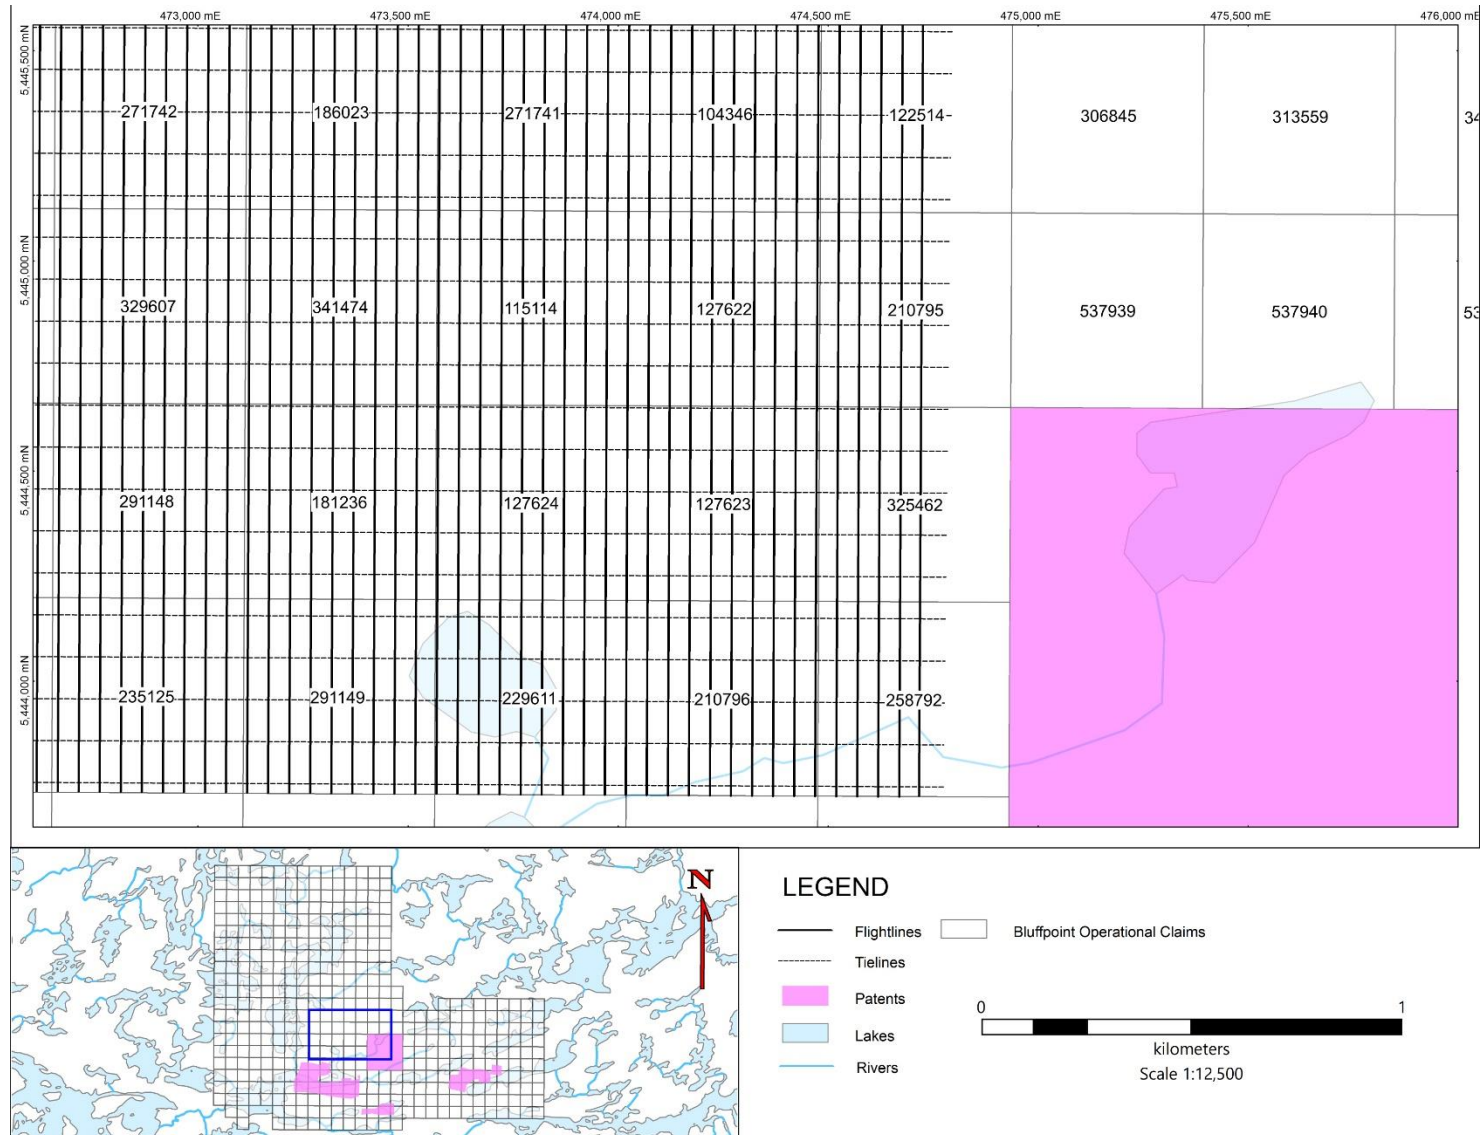 473,000 mE 473,500 mE 474,000 mE 474,500 mE 475,000 mE 475,500 mE 476,000 mE
5,445,500 mN
271742 186023 271741 104346 122514 306845 313559 34
5,445,000 mN
329607 341474 115114 127622 210795 537939 537940 53
5,444,500 mN
291148 181236 127624 127623 325462
5,444,000 mN
235125 291149 229611 210796 258792
N
LEGEND
Flightlines Bluffpoint Operational Claims
Tielines
Patents
Lakes
Rivers
0 1
kilometers
Scale 1:12,500